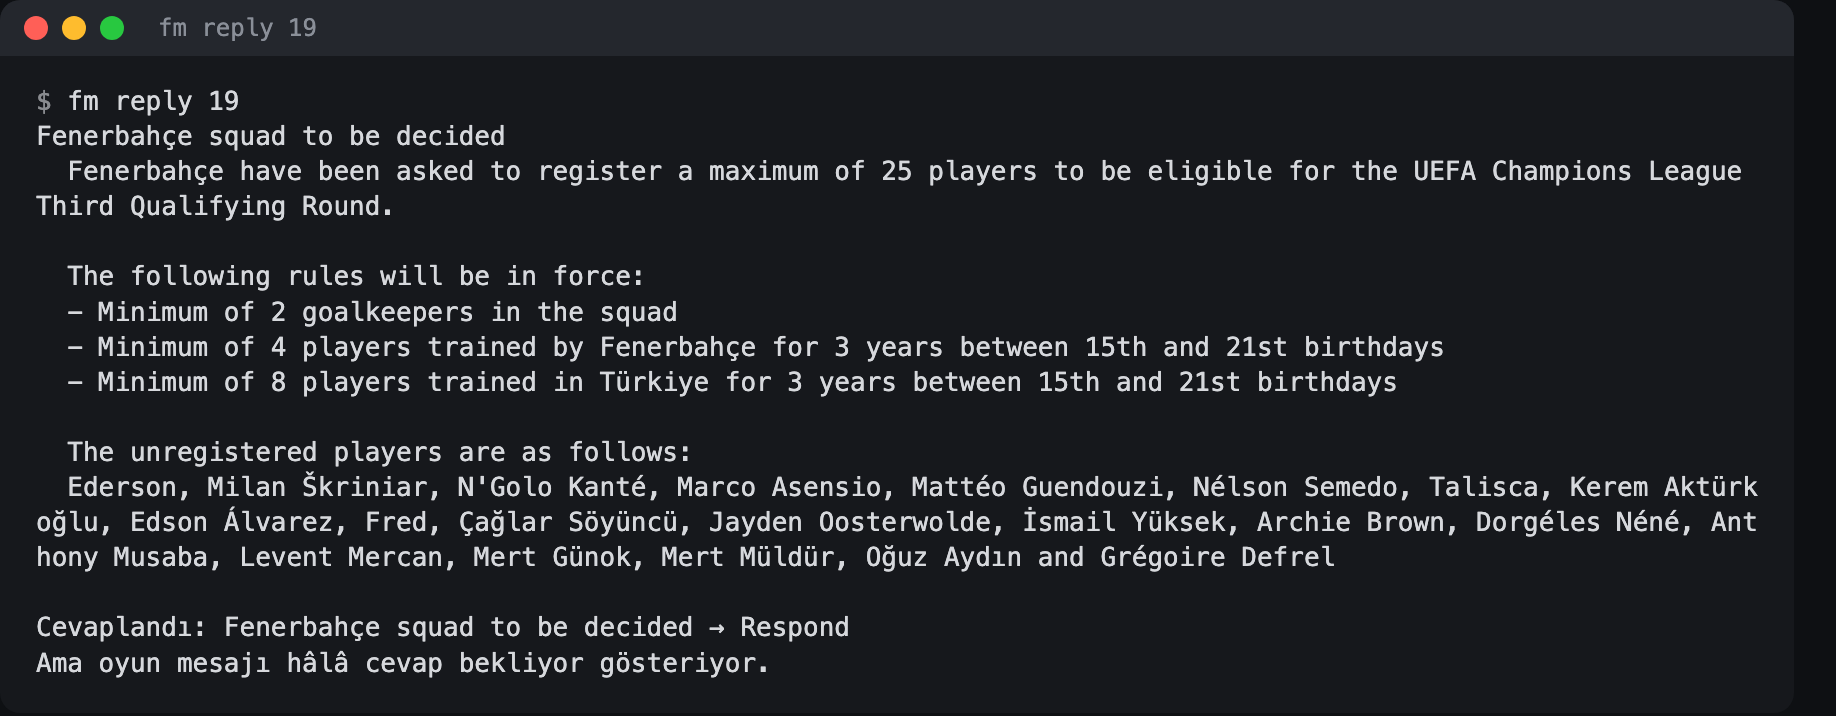 fm reply 19
$ fm reply 19
Fenerbahçe squad to be decided
Fenerbahçe have been asked to register a maximum of 25 players to be eligible for the UEFA Champions League
Third Qualifying Round.
The following rules will be in force:
– Minimum of 2 goalkeepers in the squad
– Minimum of 4 players trained by Fenerbahçe for 3 years between 15th and 21st birthdays
– Minimum of 8 players trained in Türkiye for 3 years between 15th and 21st birthdays
The unregistered players are as follows:
Ederson, Milan Škriniar, N'Golo Kanté, Marco Asensio, Mattéo Guendouzi, Nélson Semedo, Talisca, Kerem Aktürk
oğlu, Edson Álvarez, Fred, Çağlar Söyüncü, Jayden Oosterwolde, İsmail Yüksek, Archie Brown, Dorgéles Néné, Ant
hony Musaba, Levent Mercan, Mert Günok, Mert Müldür, Oğuz Aydın and Grégoire Defrel
Cevaplandı: Fenerbahçe squad to be decided → Respond
Ama oyun mesajı hâlâ cevap bekliyor gösteriyor.